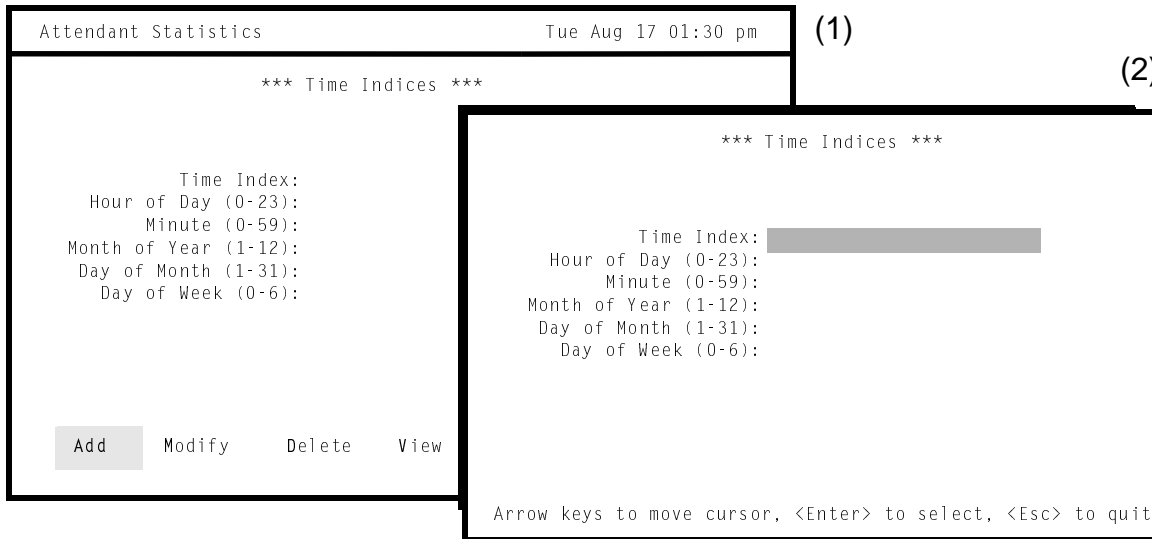 Attendant Statistics Tue Aug 17 01:30 pm
(1)
*** Time Indices ***
Time Index:
Hour of Day (0-23):
Minute (0-59):
Month of Year (1-12):
Day of Month (1-31):
Day of Week (0-6):
Add Modify Delete View
(2)
*** Time Indices ***
Time Index:
Hour of Day (0-23):
Minute (0-59):
Month of Year (1-12):
Day of Month (1-31):
Day of Week (0-6):
Arrow keys to move cursor, <Enter> to select, <Esc> to quit